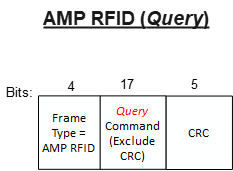 AMP RFID (Query)
Bits: 4 17 5
Frame
Type =
AMP RFID
Query
Command
(Exclude
CRC)
CRC